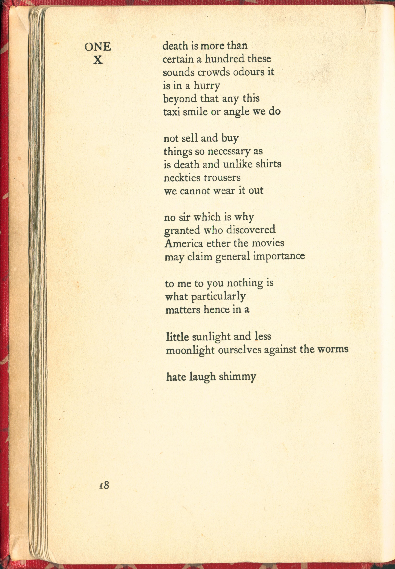 ONE
X
death is more than
certain a hundred these
sounds crowds odours it
is in a hurry
beyond that any this
taxi smile or angle we do
not sell and buy
things so necessary as
is death and unlike shirts
neckties trousers
we cannot wear it out
no sir which is why
granted who discovered
America ether the movies
may claim general importance
to me to you nothing is
what particularly
matters hence in a
little sunlight and less
moonlight ourselves against the worms
hate laugh shimmy
18